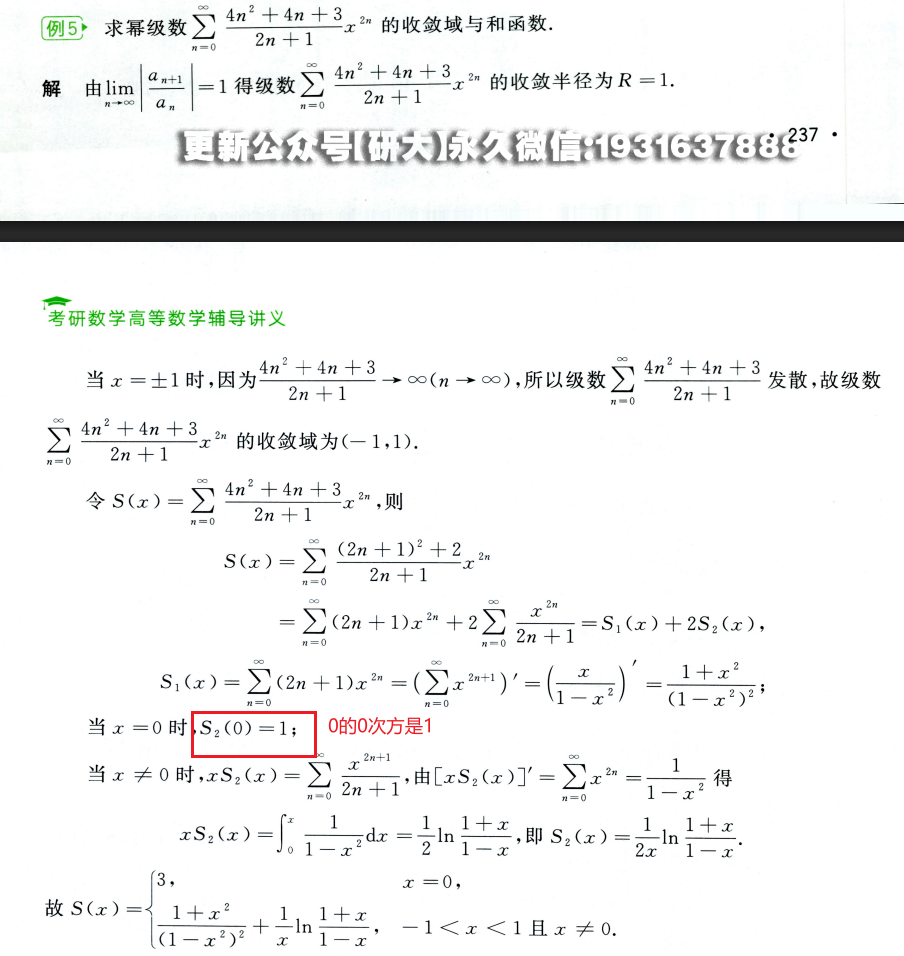 例5 求幂级数 $\sum_{n=0}^{\infty} \frac{4n^2+4n+3}{2n+1}x^{2n}$ 的收敛域与和函数.
解 由 $\lim_{n\to\infty}\left|\frac{a_{n+1}}{a_n}\right|=1$ 得级数 $\sum_{n=0}^{\infty} \frac{4n^2+4n+3}{2n+1}x^{2n}$ 的收敛半径为 R = 1.
· 237 ·
更新公众号【研大】永久微信:1931637888
考研数学高等数学辅导讲义
当 x = ±1 时,因为 $\frac{4n^2+4n+3}{2n+1}\to\infty(n\to\infty)$,所以级数 $\sum_{n=0}^{\infty} \frac{4n^2+4n+3}{2n+1}$ 发散,故级数
$\sum_{n=0}^{\infty} \frac{4n^2+4n+3}{2n+1}x^{2n}$ 的收敛域为(-1,1).
令 $S(x)=\sum_{n=0}^{\infty} \frac{4n^2+4n+3}{2n+1}x^{2n}$,则
$S(x)=\sum_{n=0}^{\infty} \frac{(2n+1)^2+2}{2n+1}x^{2n}$
$=\sum_{n=0}^{\infty}(2n+1)x^{2n}+2\sum_{n=0}^{\infty}\frac{x^{2n}}{2n+1}=S_1(x)+2S_2(x)$,
$S_1(x)=\sum_{n=0}^{\infty}(2n+1)x^{2n}=\left(\sum_{n=0}^{\infty}x^{2n+1}\right)'=\left(\frac{x}{1-x^2}\right)'=\frac{1+x^2}{(1-x^2)^2}$;
当 x = 0 时,$S_2(0)=1$; 0的0次方是1
当 x ≠ 0 时,$xS_2(x)=\sum_{n=0}^{\infty}\frac{x^{2n+1}}{2n+1}$,由 $[xS_2(x)]'=\sum_{n=0}^{\infty}x^{2n}=\frac{1}{1-x^2}$ 得
$xS_2(x)=\int_0^x\frac{1}{1-x^2}dx=\frac{1}{2}\ln\frac{1+x}{1-x}$,即 $S_2(x)=\frac{1}{2x}\ln\frac{1+x}{1-x}$.
故 $S(x)=\begin{cases}3, & x=0,\\ \frac{1+x^2}{(1-x^2)^2}+\frac{1}{x}\ln\frac{1+x}{1-x}, & -1<x<1 且 x\neq 0.\end{cases}$